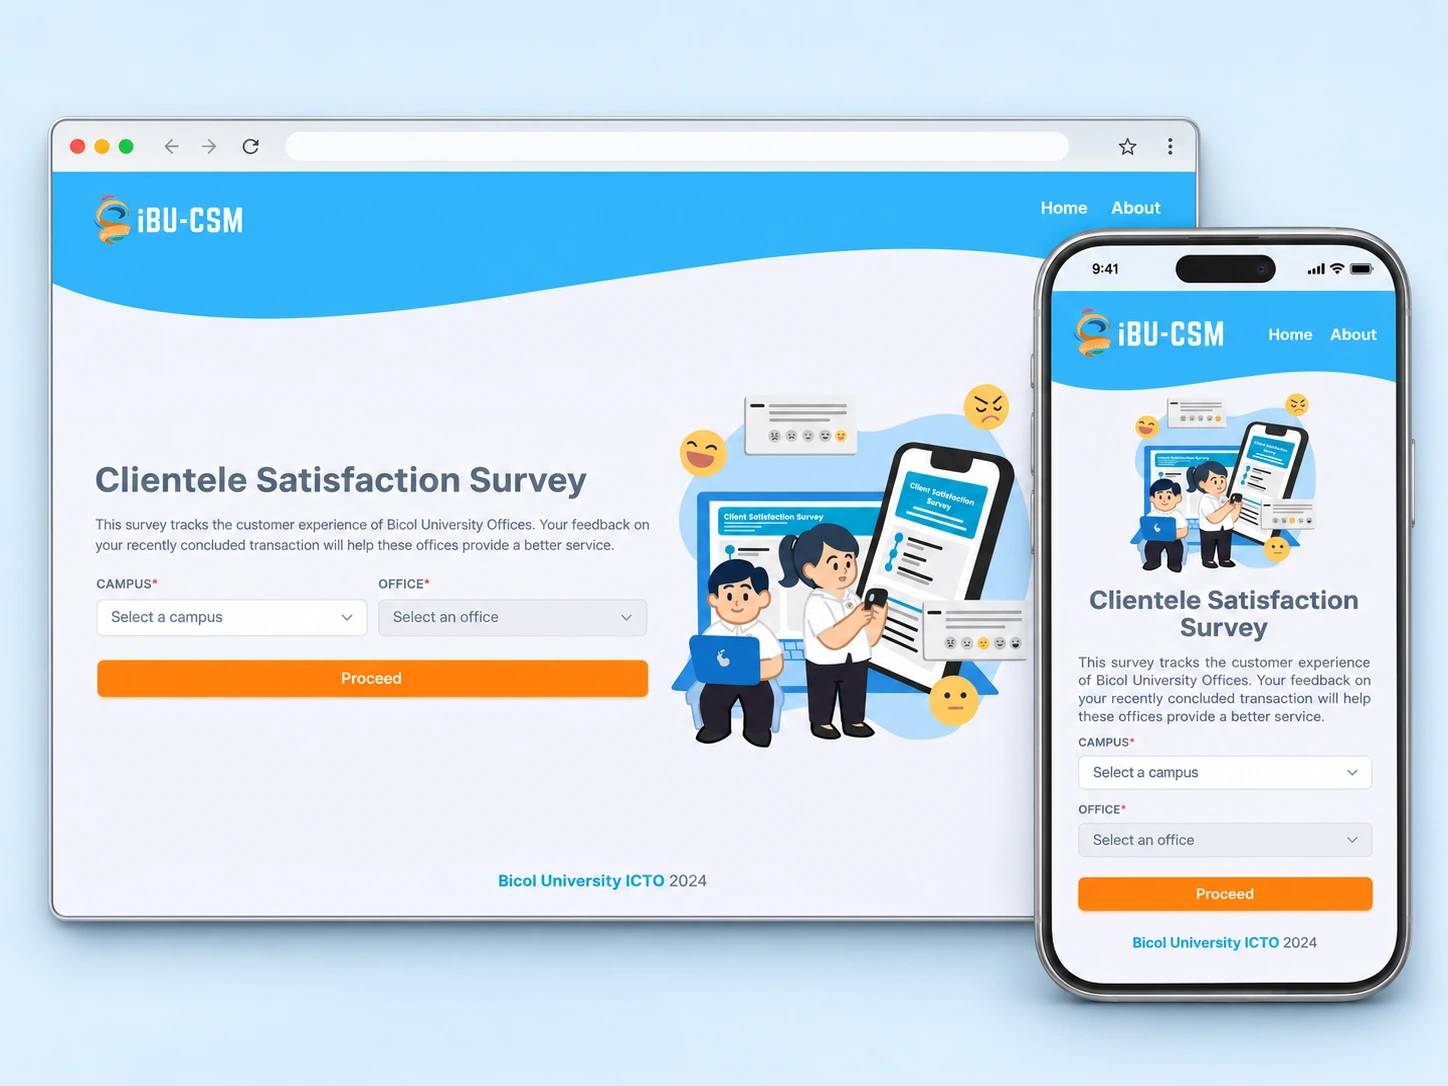 iBU-CSM
Home About
Clientele Satisfaction Survey
This survey tracks the customer experience of Bicol University Offices. Your feedback on
your recently concluded transaction will help these offices provide a better service.
CAMPUS*
OFFICE*
Select a campus
Select an office
Proceed
Client Satisfaction Survey
Client Satisfaction
Survey
Bicol University ICTO 2024
9:41
iBU-CSM
Home About
Client Satisfaction
Survey
Clientele Satisfaction
Survey
This survey tracks the customer experience
of Bicol University Offices. Your feedback on
your recently concluded transaction will help
these offices provide a better service.
CAMPUS*
Select a campus
OFFICE*
Select an office
Proceed
Bicol University ICTO 2024